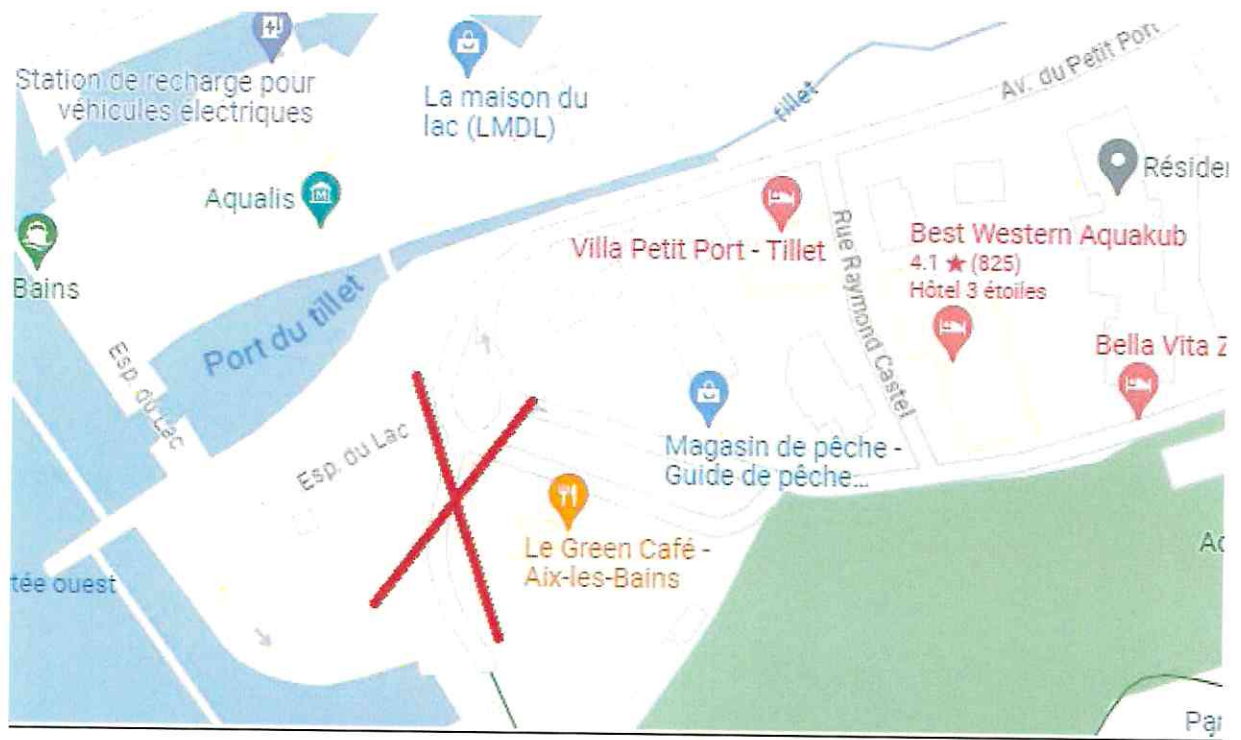 Station de recharge pour
véhicules électriques
La maison du
lac (LMDL)
tillet
Av. du Petit Port
Aqualis
Résider
Bains
Villa Petit Port - Tillet
Rue Raymond Castel
Best Western Aquakub
4.1 ★ (825)
Hôtel 3 étoiles
Port du tillet
Esp. du Lac
Bella Vita Z
Esp. du Lac
Magasin de pêche -
Guide de pêche...
Le Green Café -
Aix-les-Bains
tée ouest
Par